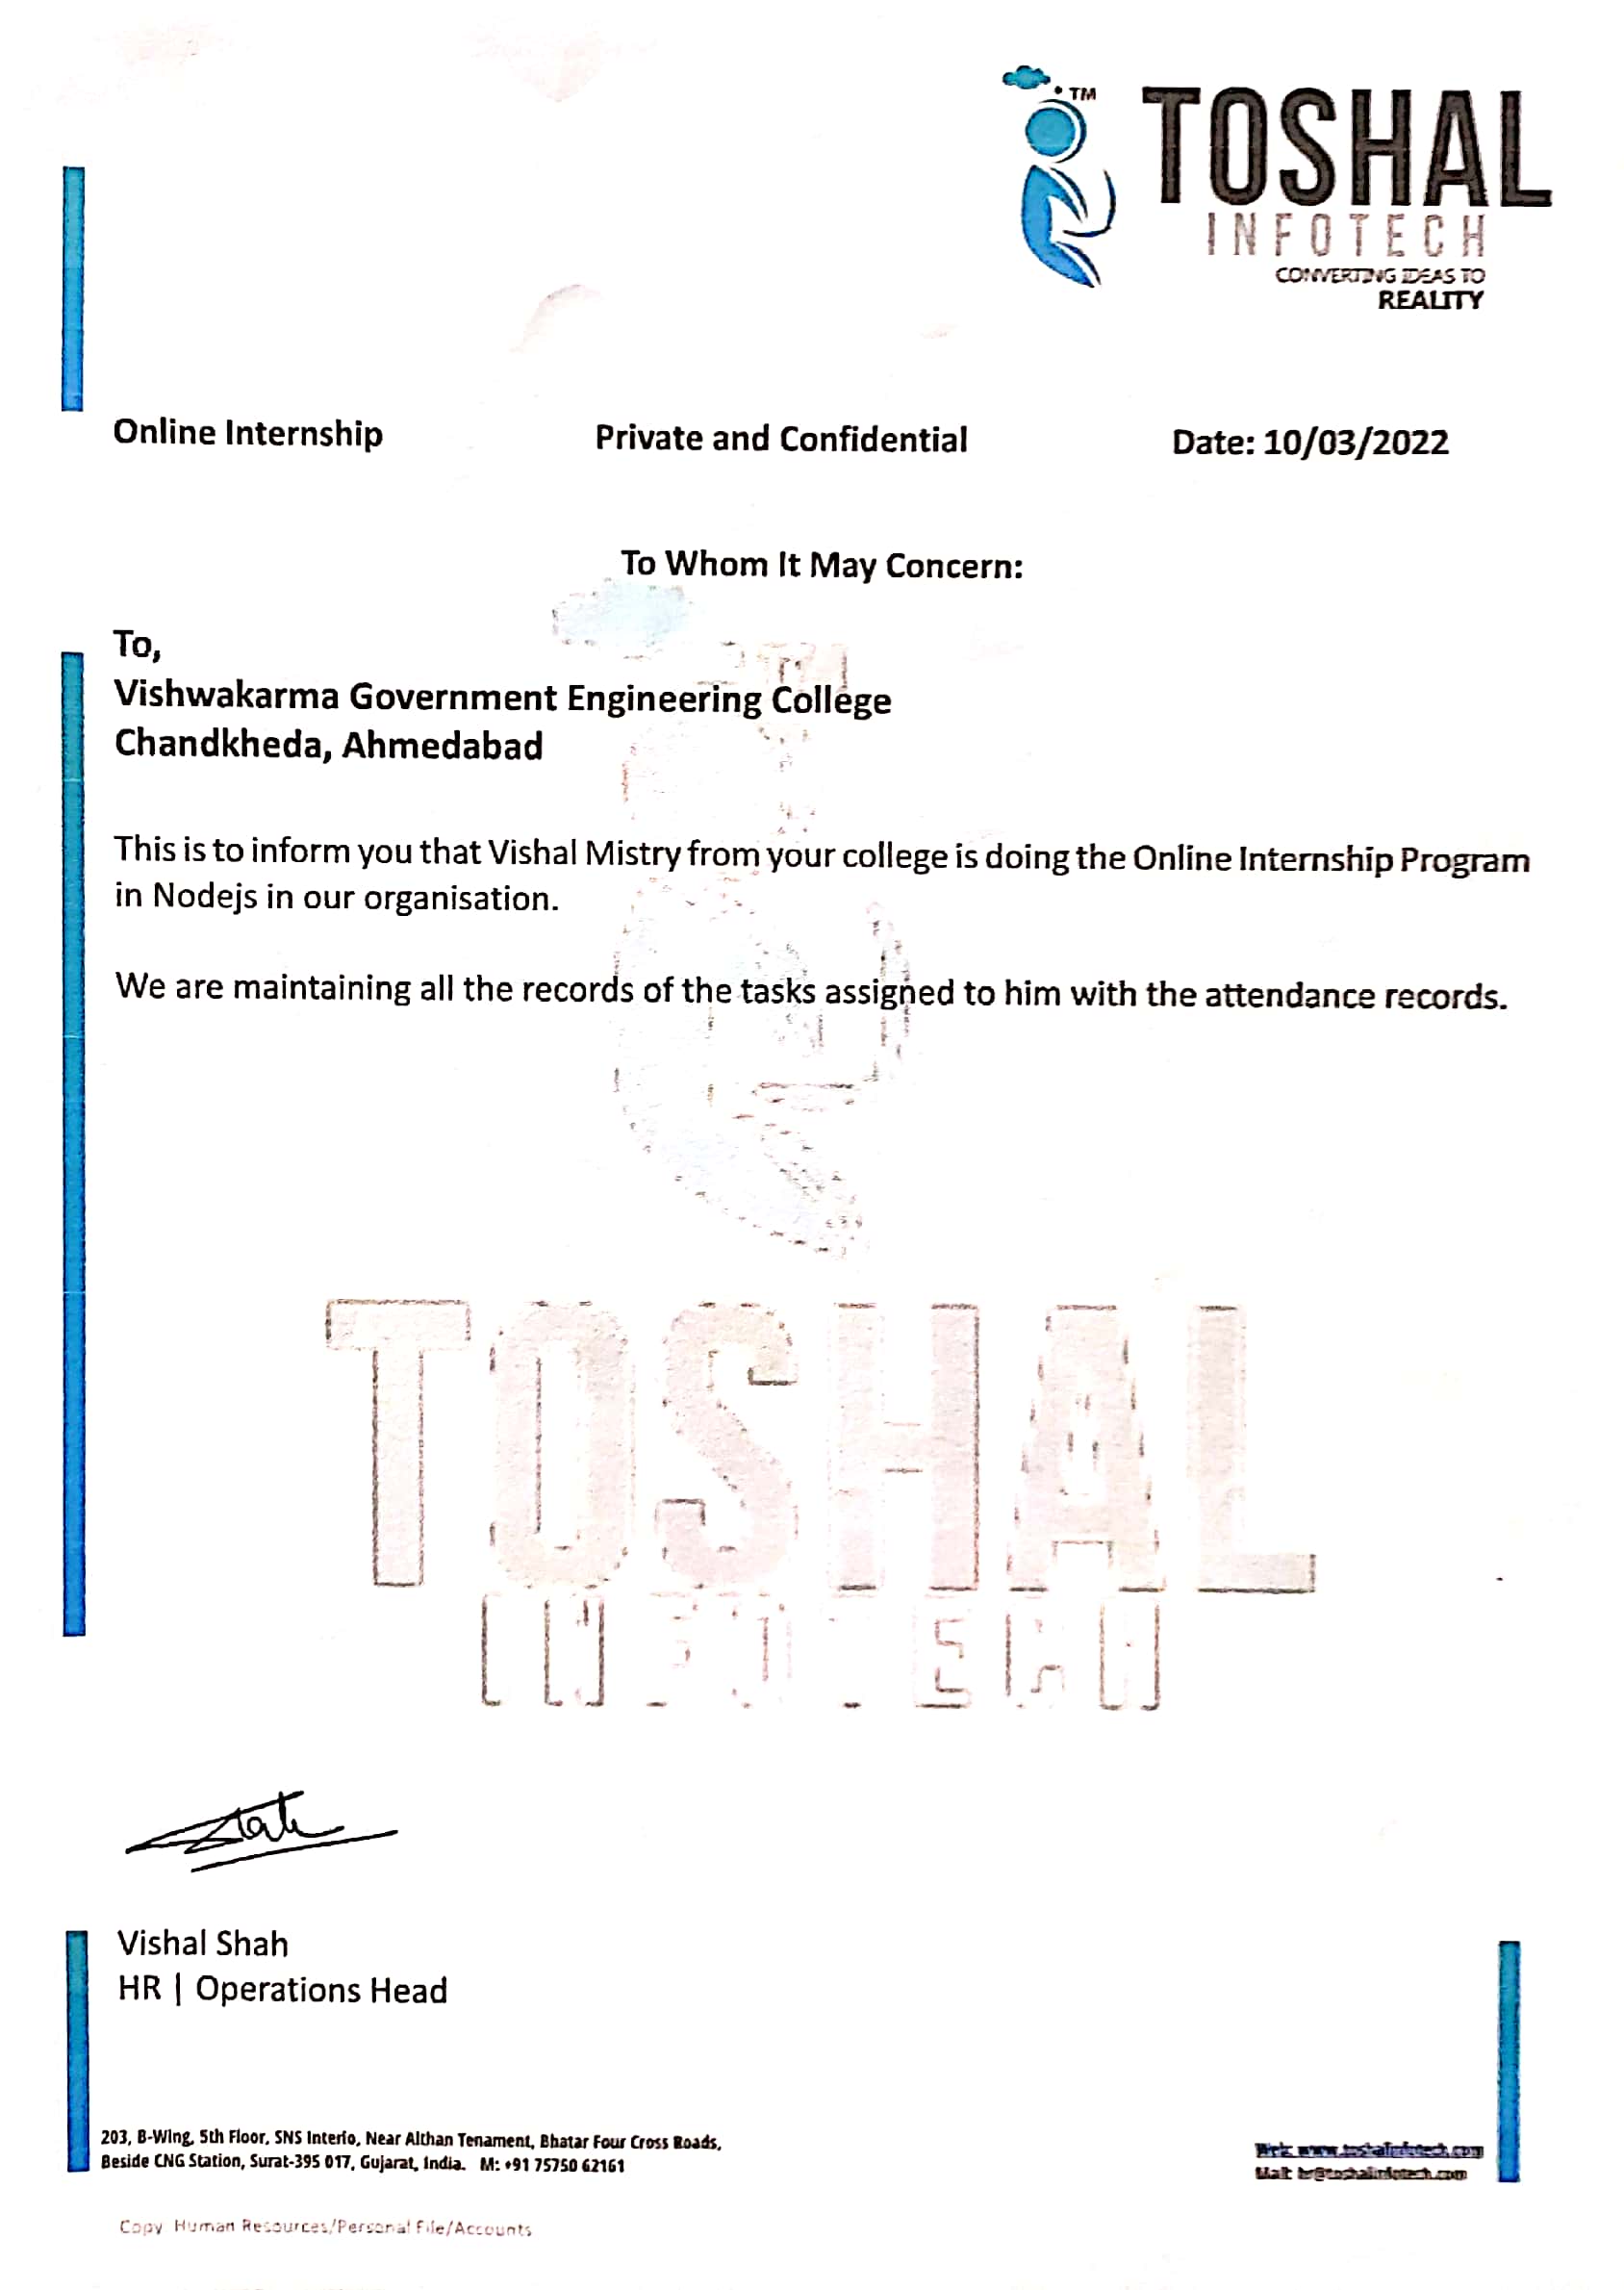 TM
TOSHAL
INFOTECH
CONVERTING IDEAS TO
REALITY
Online Internship Private and Confidential Date: 10/03/2022
To Whom It May Concern:
To,
Vishwakarma Government Engineering College
Chandkheda, Ahmedabad
This is to inform you that Vishal Mistry from your college is doing the Online Internship Program
in Nodejs in our organisation.
We are maintaining all the records of the tasks assigned to him with the attendance records.
TM
TOSHAL
INFOTECH
Vishal Shah
HR | Operations Head
203, B-Wing, 5th Floor, SNS Interio, Near Althan Tenament, Bhatar Four Cross Roads,
Beside CNG Station, Surat-395 017, Gujarat, India. M: +91 75750 62161
Web: www.toshalinfotech.com
Mail: hr@toshalinfotech.com
Copy Human Resources/Personal File/Accounts